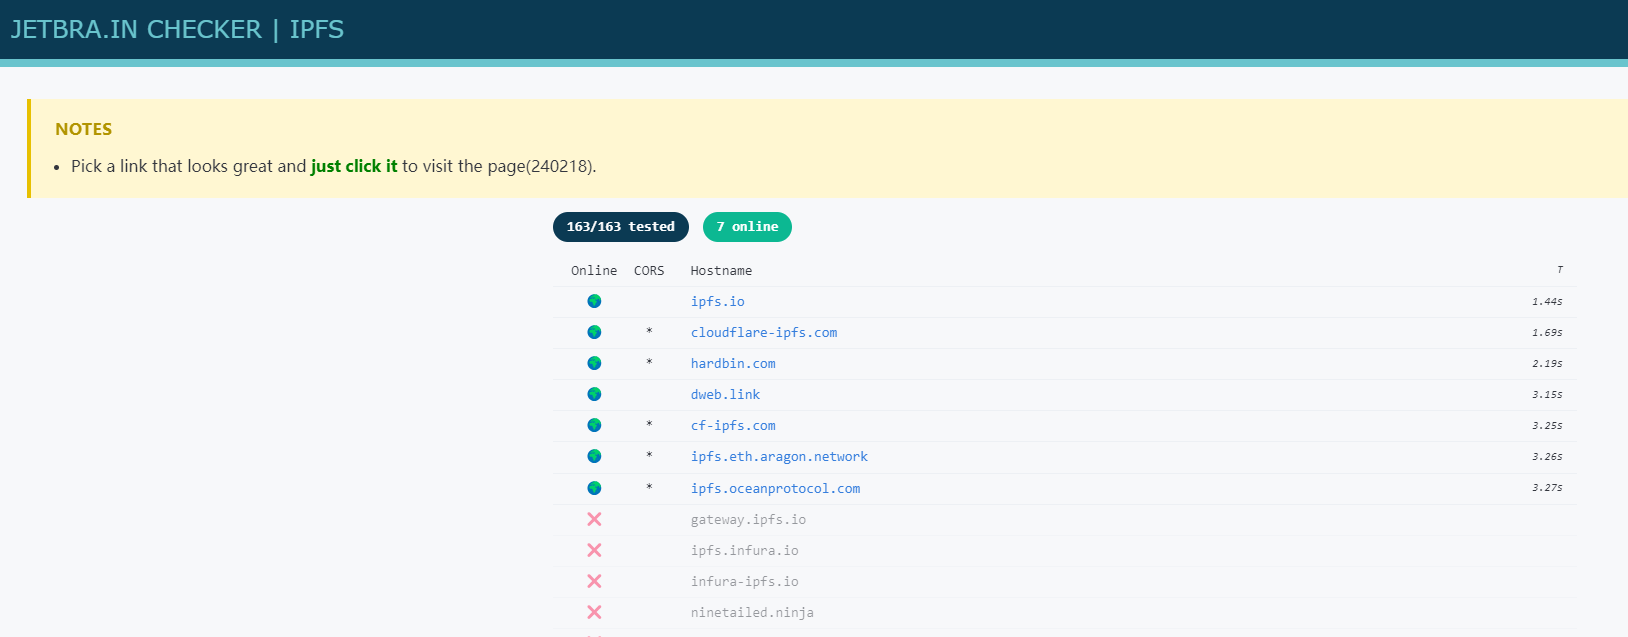 JETBRA.IN CHECKER | IPFS
NOTES
• Pick a link that looks great and just click it to visit the page(240218).
163/163 tested 7 online
Online CORS Hostname T
ipfs.io 1.44s
* cloudflare-ipfs.com 1.69s
* hardbin.com 2.19s
dweb.link 3.15s
* cf-ipfs.com 3.25s
* ipfs.eth.aragon.network 3.26s
* ipfs.oceanprotocol.com 3.27s
gateway.ipfs.io
ipfs.infura.io
infura-ipfs.io
ninetailed.ninja